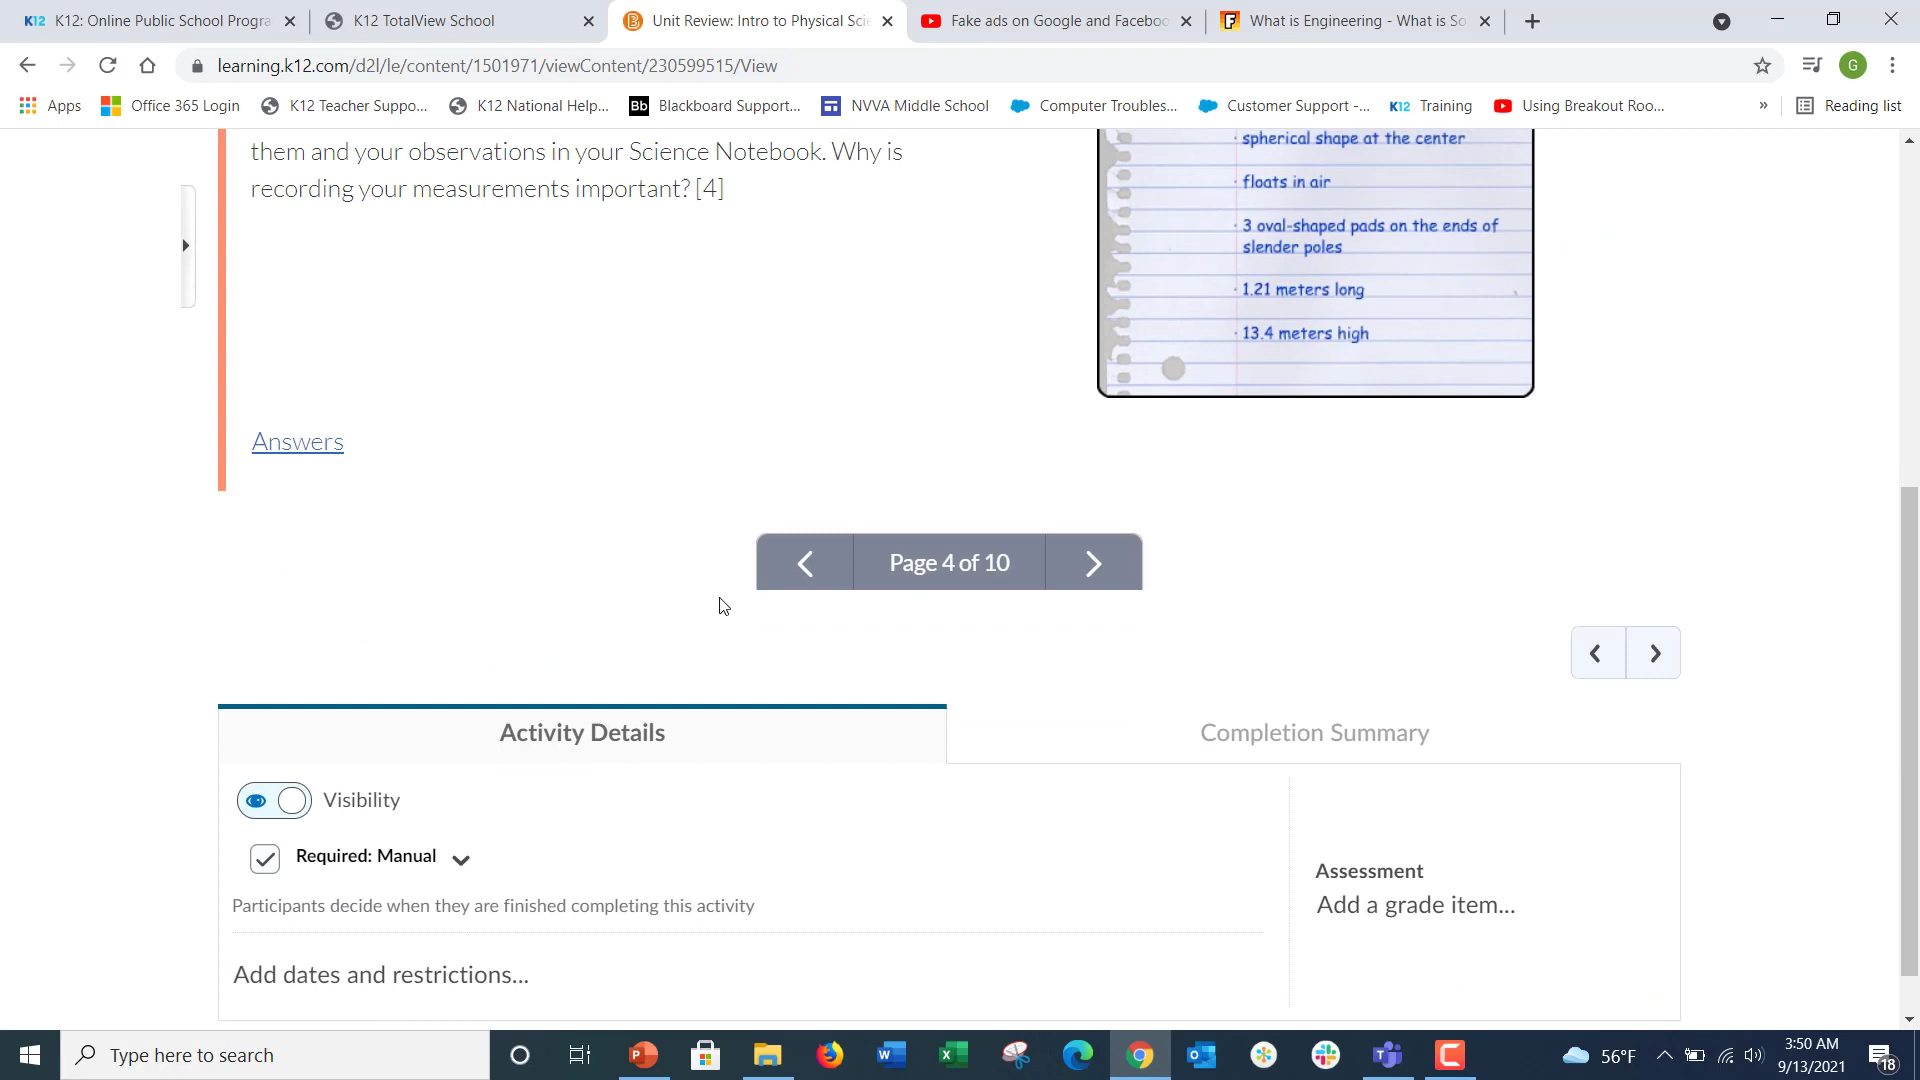 K12: Online Public School Progra
K12 TotalView School
Unit Review: Intro to Physical Scie
Fake ads on Google and Faceboo
What is Engineering - What is So
learning.k12.com/d2l/le/content/1501971/viewContent/230599515/View
G
Apps
Office 365 Login
K12 Teacher Suppo...
K12 National Help...
Bb Blackboard Support...
NVVA Middle School
Computer Troubles...
Customer Support -...
K12 Training
Using Breakout Roo...
»
Reading list
them and your observations in your Science Notebook. Why is
recording your measurements important? [4]
· spherical shape at the center
· floats in air
· 3 oval-shaped pads on the ends of
slender poles
· 1.21 meters long
· 13.4 meters high
Answers
Page 4 of 10
Activity Details
Completion Summary
Visibility
Required: Manual
Participants decide when they are finished completing this activity
Add dates and restrictions...
Assessment
Add a grade item...
Type here to search
56°F
3:50 AM
9/13/2021
18